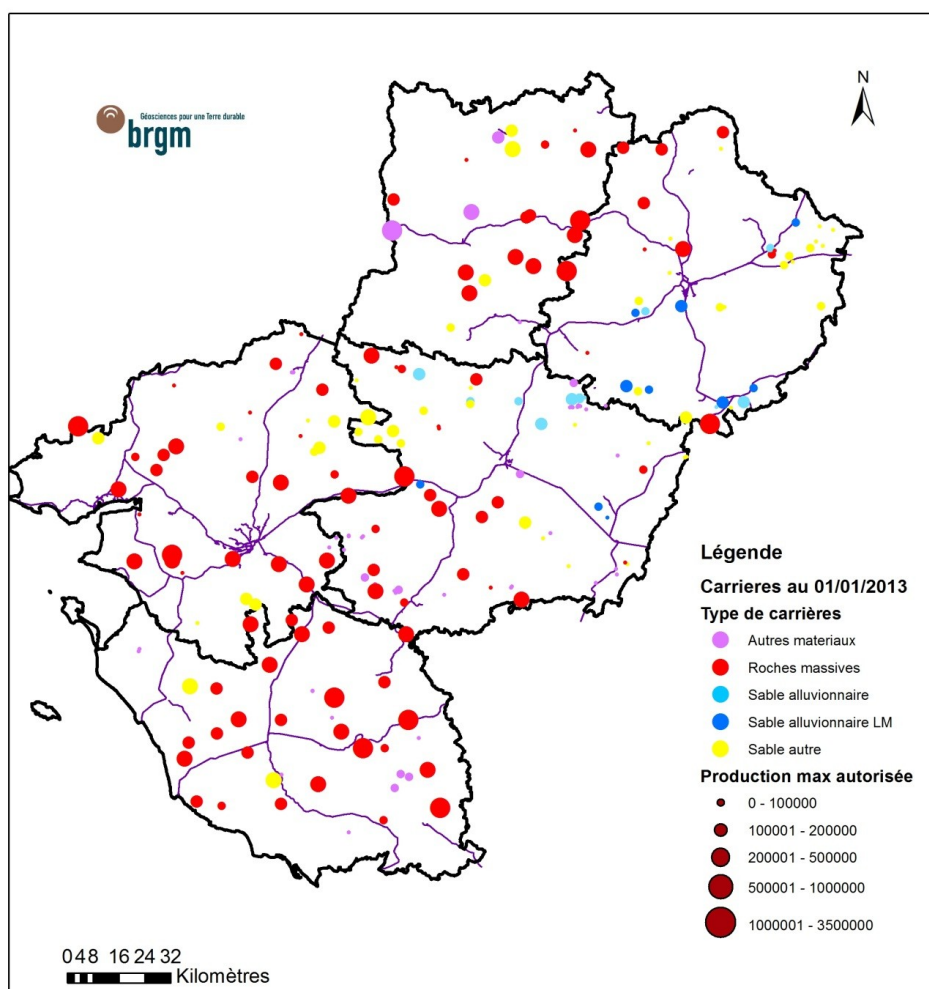 Géosciences pour une Terre durable
brgm
N
Légende
Carrieres au 01/01/2013
Type de carrières
Autres materiaux
Roches massives
Sable alluvionnaire
Sable alluvionnaire LM
Sable autre
Production max autorisée
0 - 100000
100001 - 200000
200001 - 500000
500001 - 1000000
1000001 - 3500000
0 4 8 16 24 32
Kilomètres